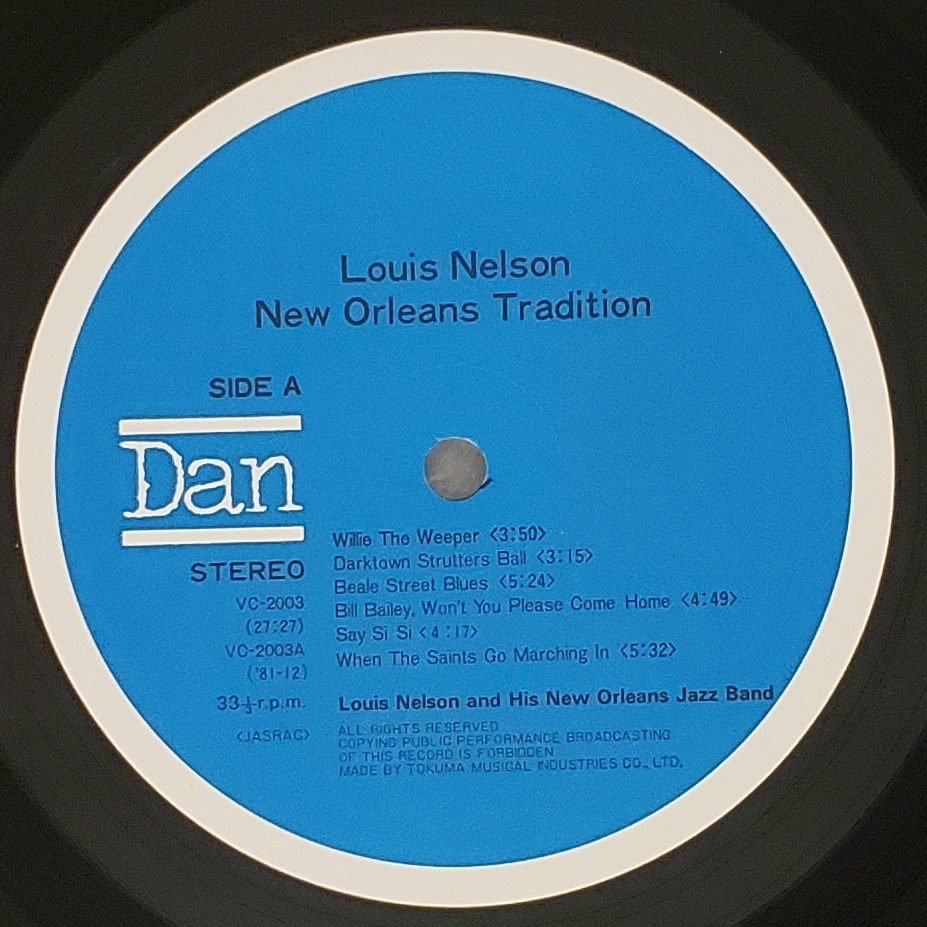 Louis Nelson
New Orleans Tradition
SIDE A
Dan
STEREO
VC-2003
(27:27)
VC-2003A
('81-12)
33⅓r.p.m.
<JASRAC>
Willie The Weeper <3:50>
Darktown Strutters Ball <3:15>
Beale Street Blues <5:24>
Bill Bailey, Won't You Please Come Home <4:49>
Say Si Si <4:17>
When The Saints Go Marching In <5:32>
Louis Nelson and His New Orleans Jazz Band
ALL RIGHTS RESERVED
COPYING PUBLIC PERFORMANCE BROADCASTING
OF THIS RECORD IS FORBIDDEN
MADE BY TOKUMA MUSICAL INDUSTRIES CO., LTD.